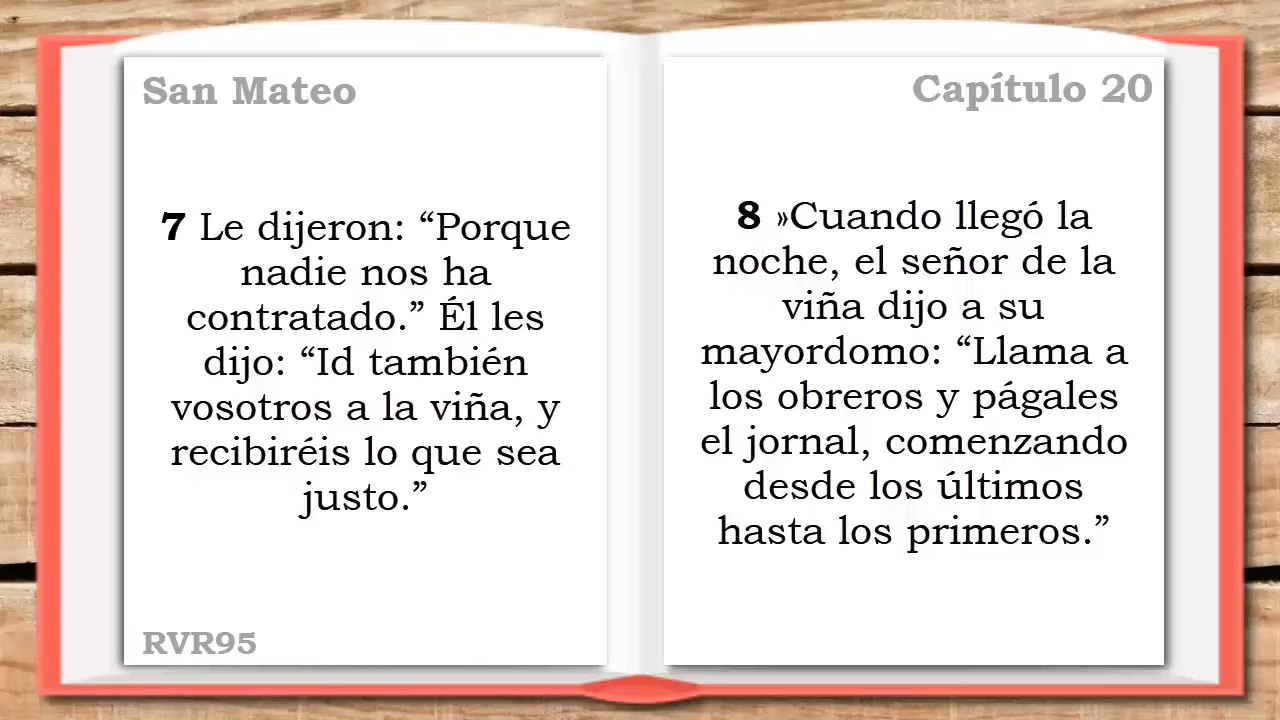 San Mateo
7 Le dijeron: “Porque
nadie nos ha
contratado.” Él les
dijo: “Id también
vosotros a la viña, y
recibiréis lo que sea
justo.”
RVR95
Capítulo 20
8 »Cuando llegó la
noche, el señor de la
viña dijo a su
mayordomo: “Llama a
los obreros y págales
el jornal, comenzando
desde los últimos
hasta los primeros.”